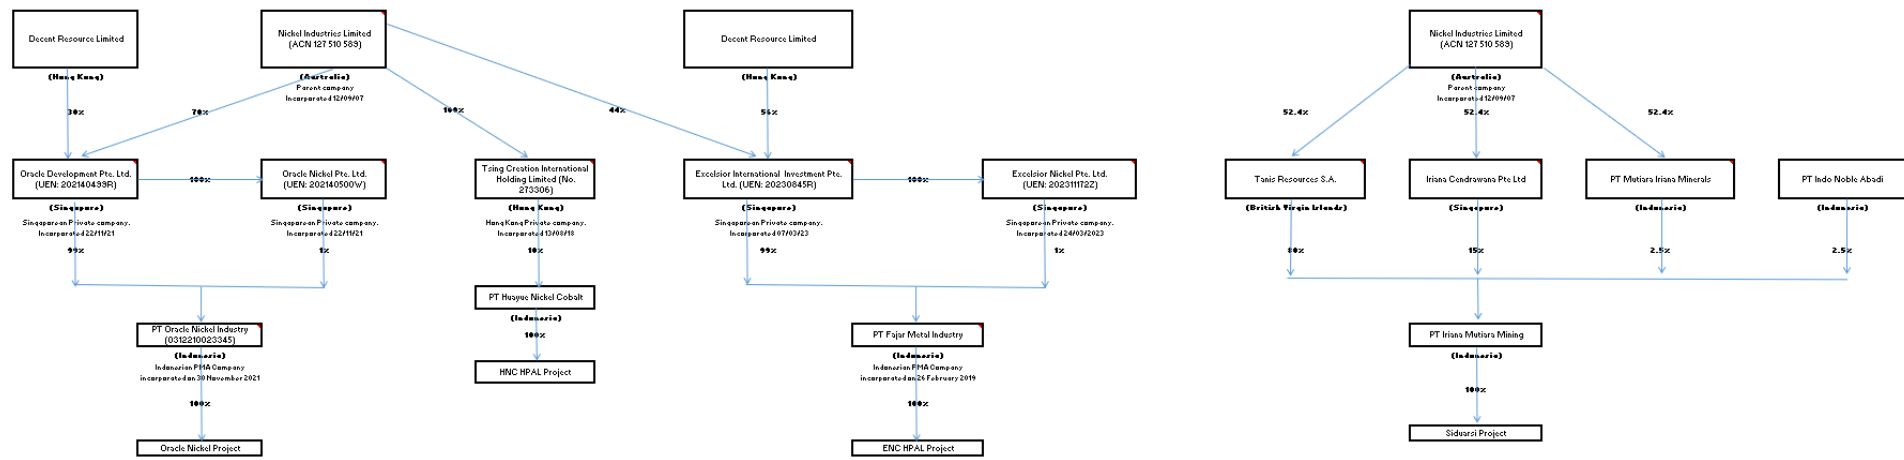 Decent Resource Limited
(Hong Kong)
30%
Nickel Industries Limited
(ACN 127 510 589)
(Australia)
Parent company
Incorporated 12/09/07
70%
100%
44%
Decent Resource Limited
(Hong Kong)
56%
Nickel Industries Limited
(ACN 127 510 589)
(Australia)
Parent company
Incorporated 12/09/07
52.4%
52.4%
52.4%
Oracle Development Pte. Ltd.
(UEN: 202140499R)
(Singapore)
Singaporean Private company.
Incorporated 22/11/21
99%
100%
Oracle Nickel Pte. Ltd.
(UEN: 202140500W)
(Singapore)
Singaporean Private company.
Incorporated 22/11/21
1%
Tsing Creation International
Holding Limited (No.
273306)
(Hong Kong)
Hong Kong Private company.
Incorporated 13/08/18
10%
Excelsior International Investment Pte.
Ltd. (UEN: 20230845R)
(Singapore)
Singaporean Private company.
Incorporated 07/03/23
99%
100%
Excelsior Nickel Pte. Ltd.
(UEN: 202311172Z)
(Singapore)
Singaporean Private company.
Incorporated 24/03/2023
1%
Tanis Resources S.A.
(British Virgin Islands)
80%
Iriana Cendrawana Pte Ltd
(Singapore)
15%
PT Mutiara Iriana Minerals
(Indonesia)
2.5%
PT Indo Noble Abadi
(Indonesia)
2.5%
PT Oracle Nickel Industry
(0312210023345)
(Indonesia)
Indonesian PMA Company
incorporated on 30 November 2021
100%
Oracle Nickel Project
PT Huayue Nickel Cobalt
(Indonesia)
100%
HNC HPAL Project
PT Fajar Metal Industry
(Indonesia)
Indonesian PMA Company
incorporated on 26 February 2019
100%
ENC HPAL Project
PT Iriana Mutiara Mining
(Indonesia)
100%
Siduarsi Project